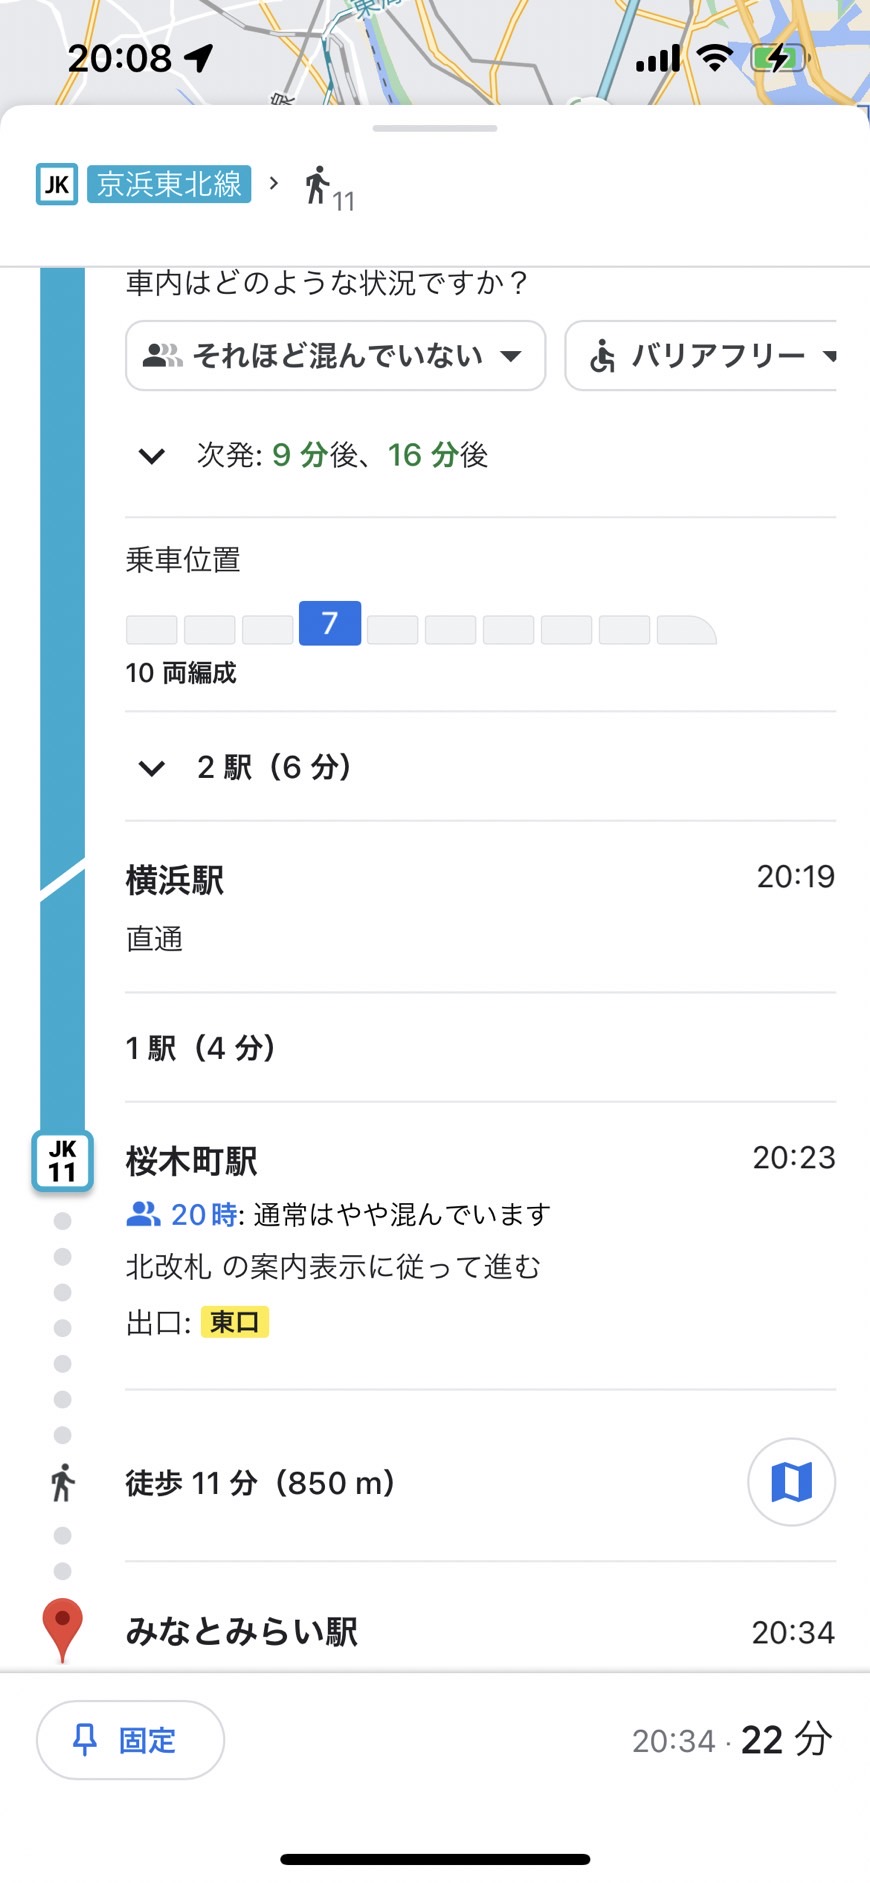 東海
20:08
線
JK 京浜東北線 › 11
車内はどのような状況ですか？
それほど混んでいない バリアフリー
次発: 9 分後、16 分後
乗車位置
7
10 両編成
2 駅（6 分）
横浜駅 20:19
直通
1 駅（4 分）
JK
11
桜木町駅 20:23
20 時: 通常はやや混んでいます
北改札 の案内表示に従って進む
出口: 東口
徒歩 11 分（850 m）
みなとみらい駅 20:34
固定 20:34 · 22 分